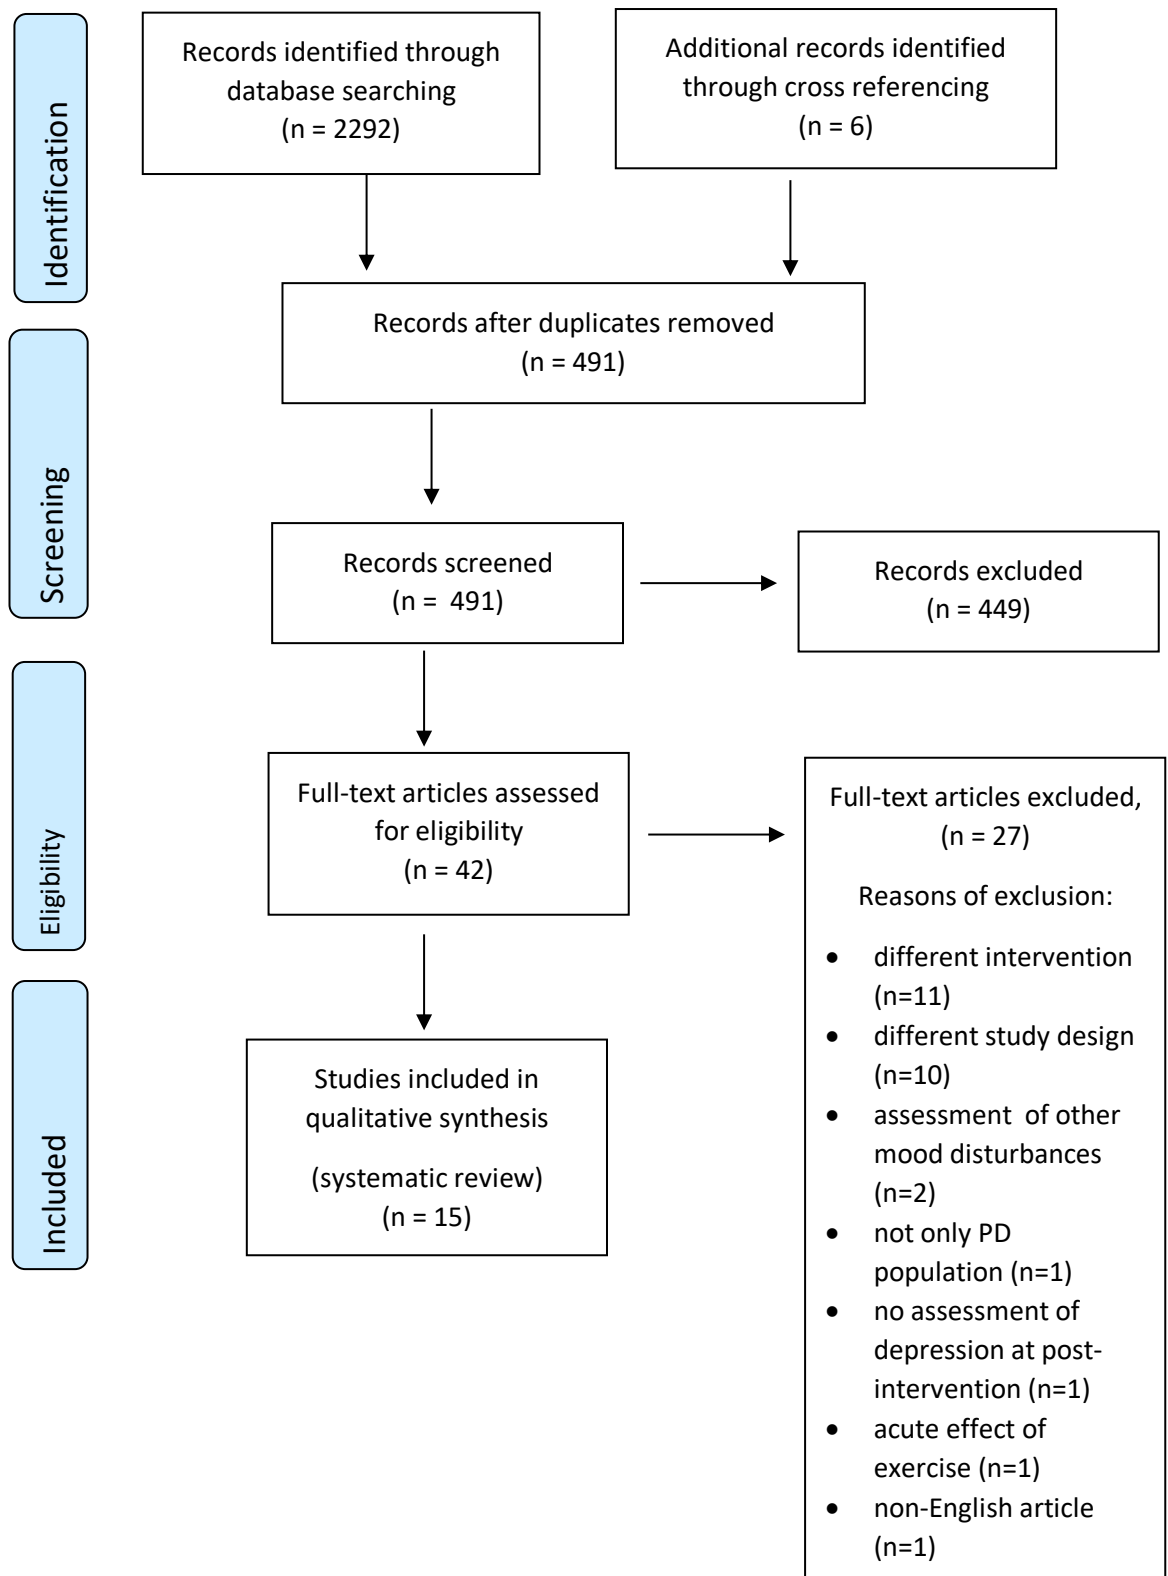 Identification
Records identified through
database searching
(n = 2292)
Additional records identified
through cross referencing
(n = 6)
Records after duplicates removed
(n = 491)
Screening
Records screened
(n =  491)
Records excluded
(n = 449)
Eligibility
Full-text articles assessed
for eligibility
(n = 42)
Full-text articles excluded,
(n = 27)
Reasons of exclusion:
• different intervention
(n=11)
• different study design
(n=10)
• assessment  of other
mood disturbances
(n=2)
• not only PD
population (n=1)
• no assessment of
depression at post-
intervention (n=1)
• acute effect of
exercise (n=1)
• non-English article
(n=1)
Included
Studies included in
qualitative synthesis
(systematic review)
(n = 15)